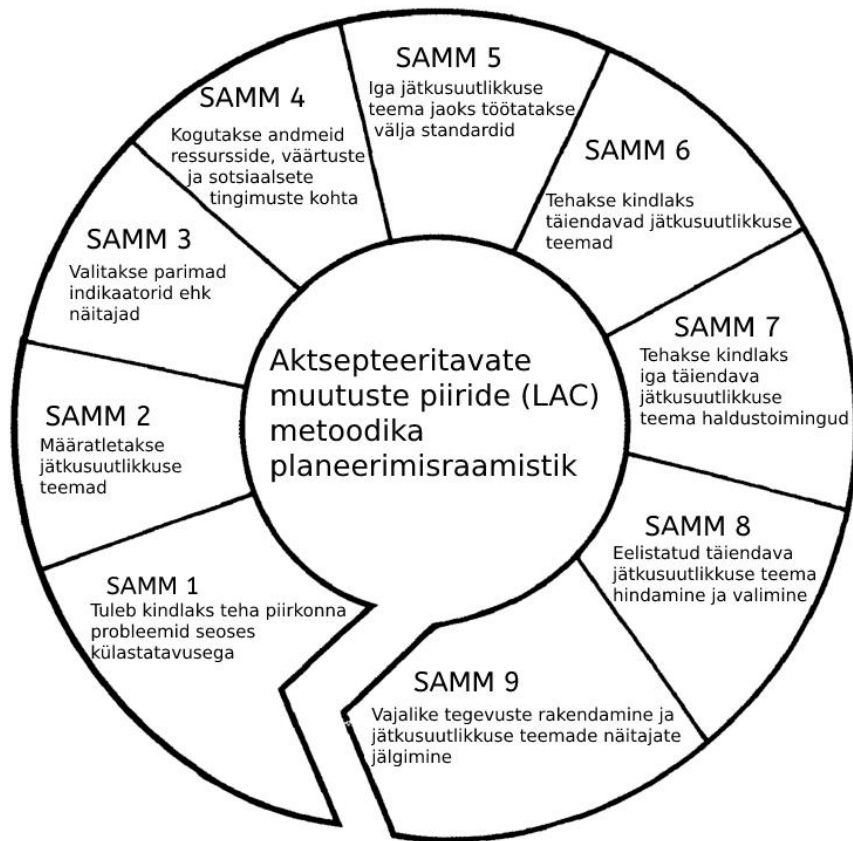 SAMM 1
Tuleb kindlaks teha piirkonna
probleemid seoses
külastatavusega
SAMM 2
Määratletakse
jätkusuutlikkuse
teemad
SAMM 3
Valitakse parimad
indikaatorid ehk
näitajad
SAMM 4
Kogutakse andmeid
ressursside, väärtuste
ja sotsiaalsete
tingimuste kohta
SAMM 5
Iga jätkusuutlikkuse
teema jaoks töötatakse
välja standardid
SAMM 6
Tehakse kindlaks
täiendavad jätkusuutlikkuse
teemad
SAMM 7
Tehakse kindlaks
iga täiendava
jätkusuutlikkuse
teema haldustoimingud
SAMM 8
Eelistatud täiendava
jätkusuutlikkuse teema
hindamine ja valimine
SAMM 9
Vajalike tegevuste rakendamine ja
jätkusuutlikkuse teemade näitajate
jälgimine
Aktsepteeritavate
muutuste piiride (LAC)
metoodika
planeerimisraamistik